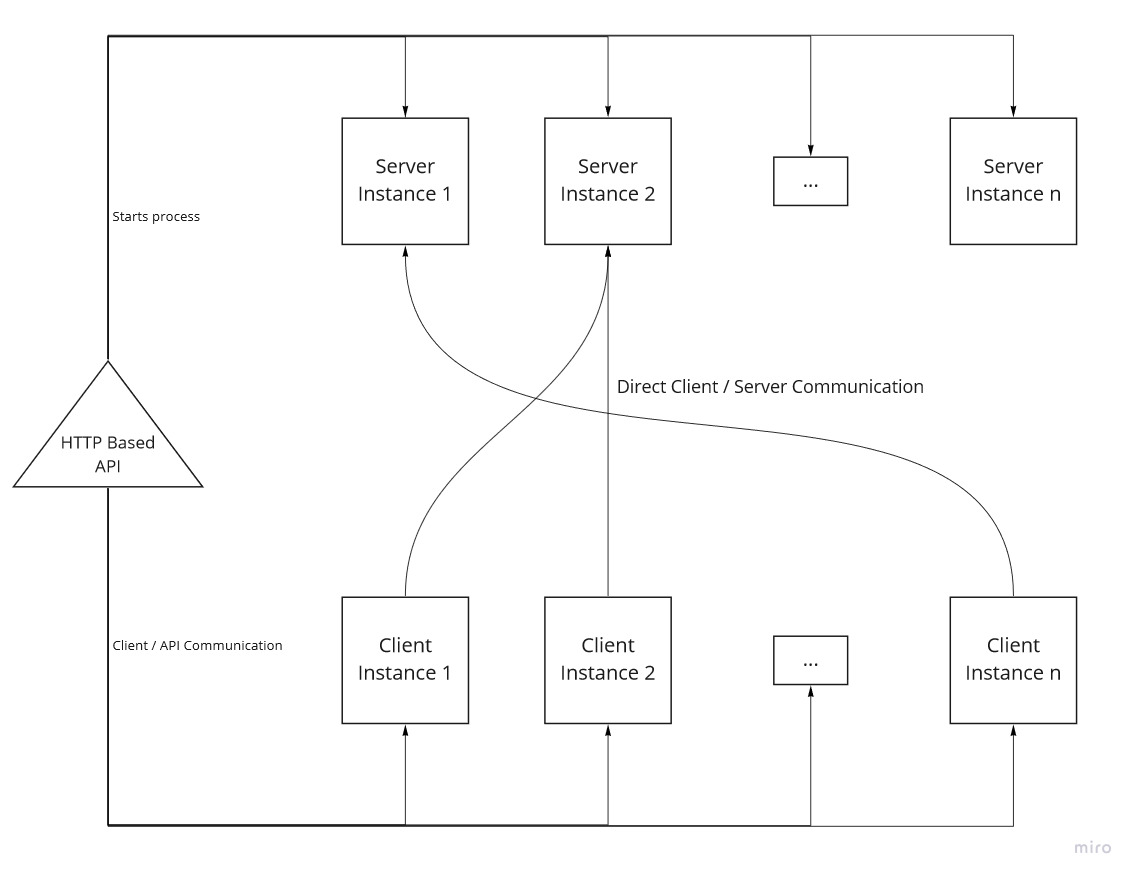 Server
Instance 1
Server
Instance 2
...
Server
Instance n
Starts process
Direct Client / Server Communication
HTTP Based
API
Client / API Communication
Client
Instance 1
Client
Instance 2
...
Client
Instance n
miro